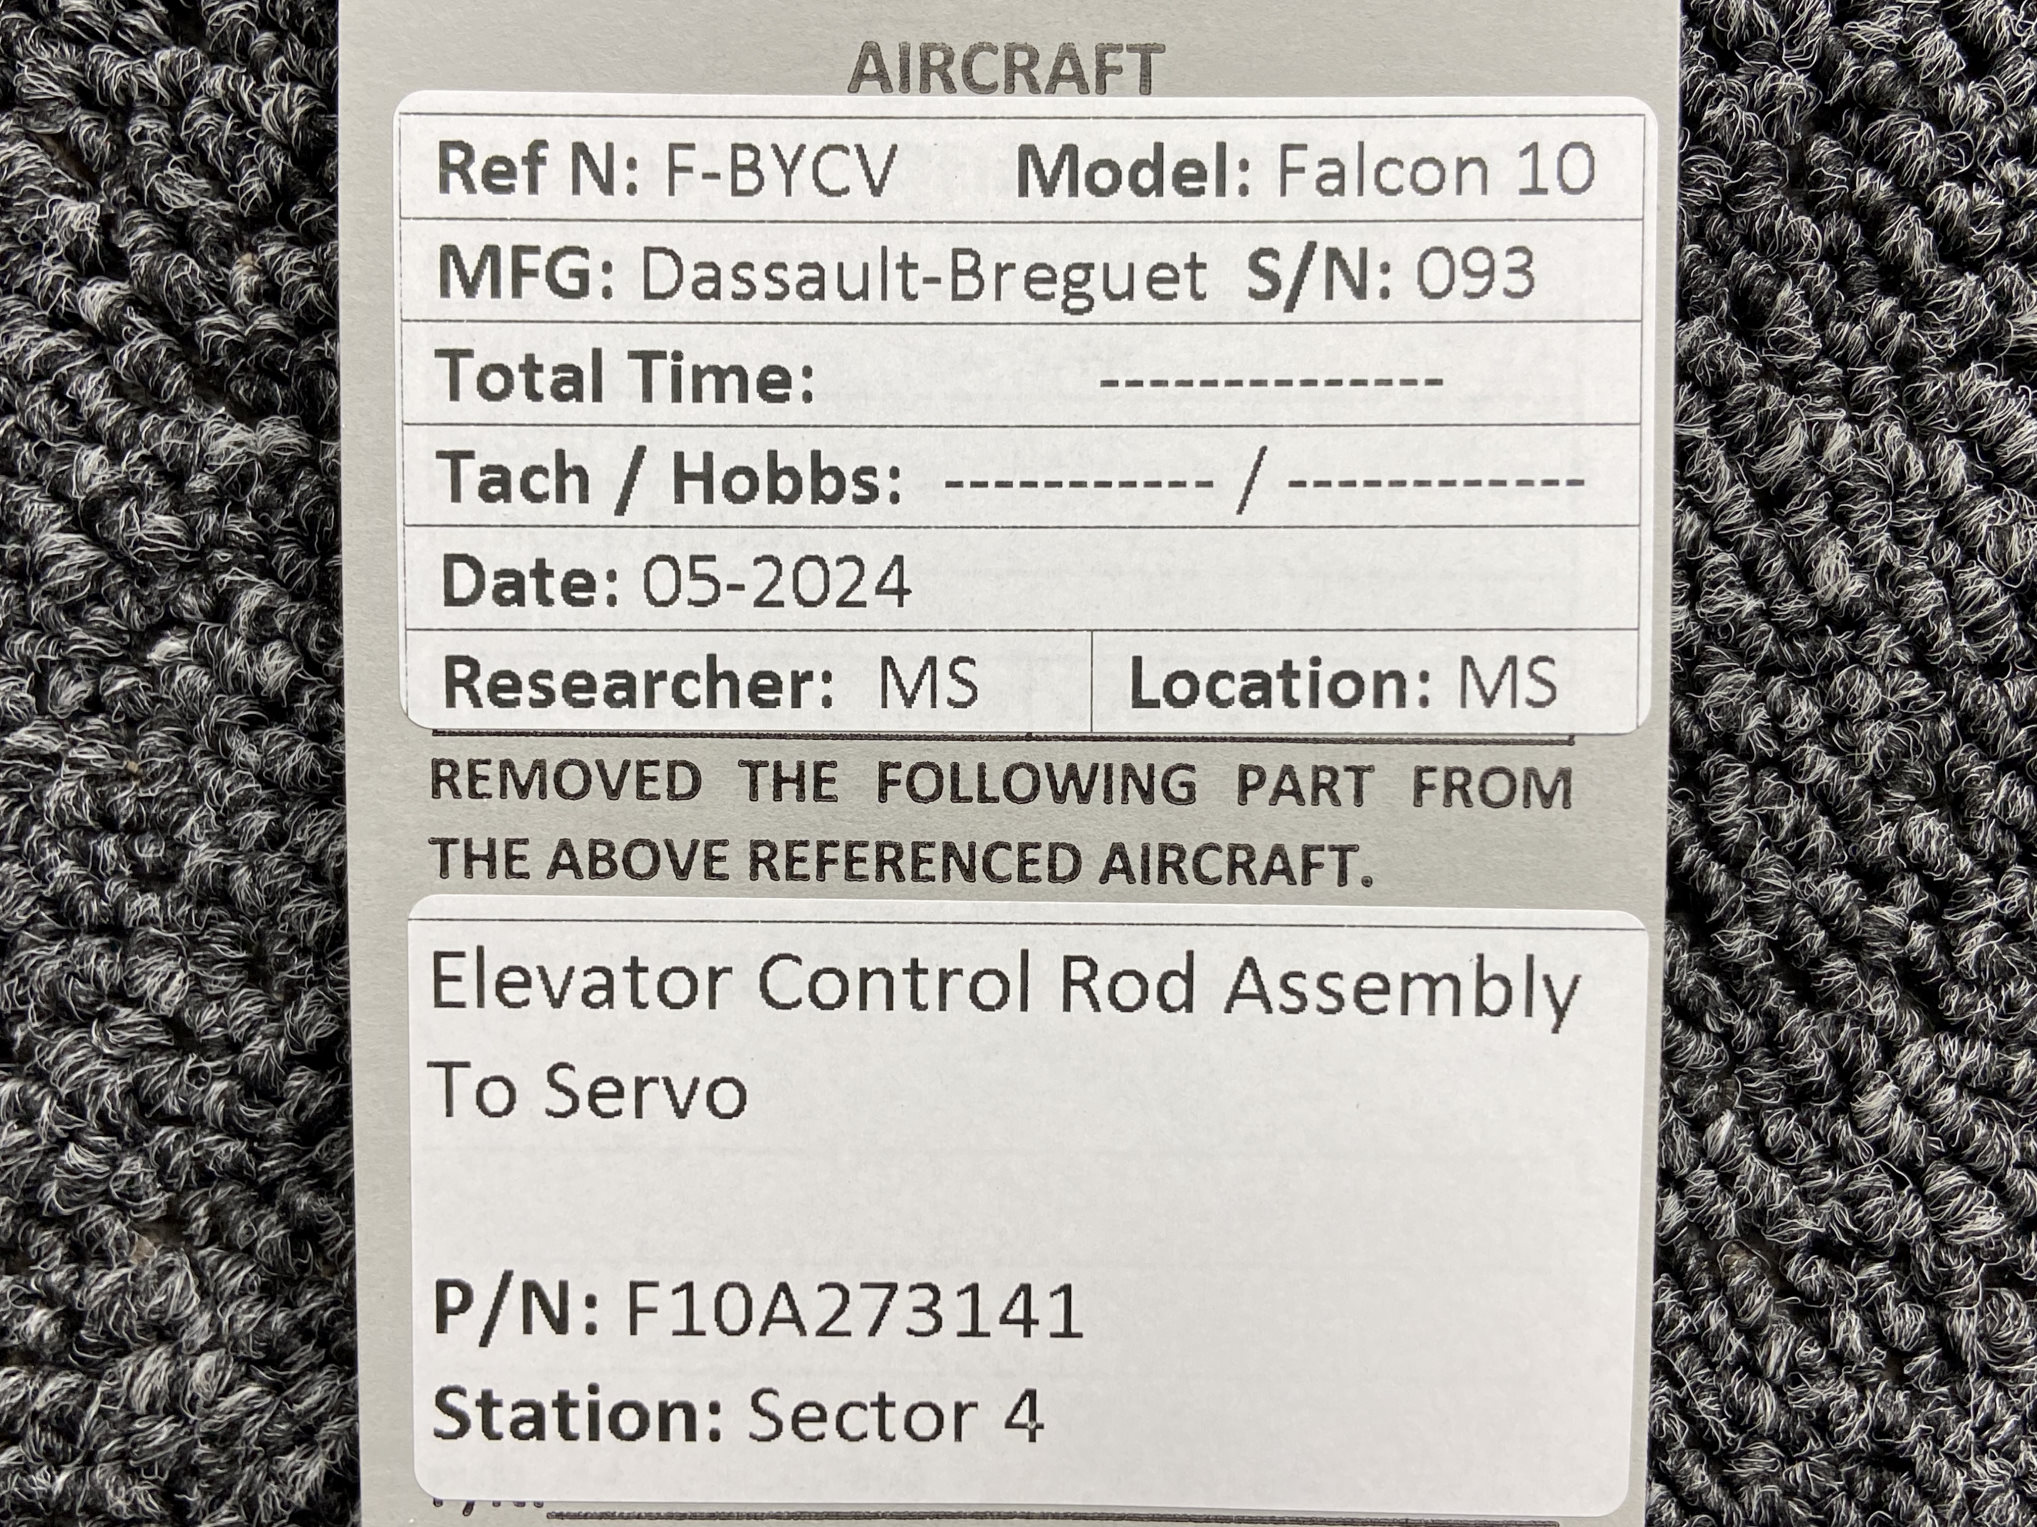 AIRCRAFT
Ref N: F-BYCV Model: Falcon 10
MFG: Dassault-Breguet S/N: 093
Total Time: --------------
Tach / Hobbs: ----------- / ------------
Date: 05-2024
Researcher: MS Location: MS
REMOVED THE FOLLOWING PART FROM
THE ABOVE REFERENCED AIRCRAFT.
Elevator Control Rod Assembly
To Servo
P/N: F10A273141
Station: Sector 4